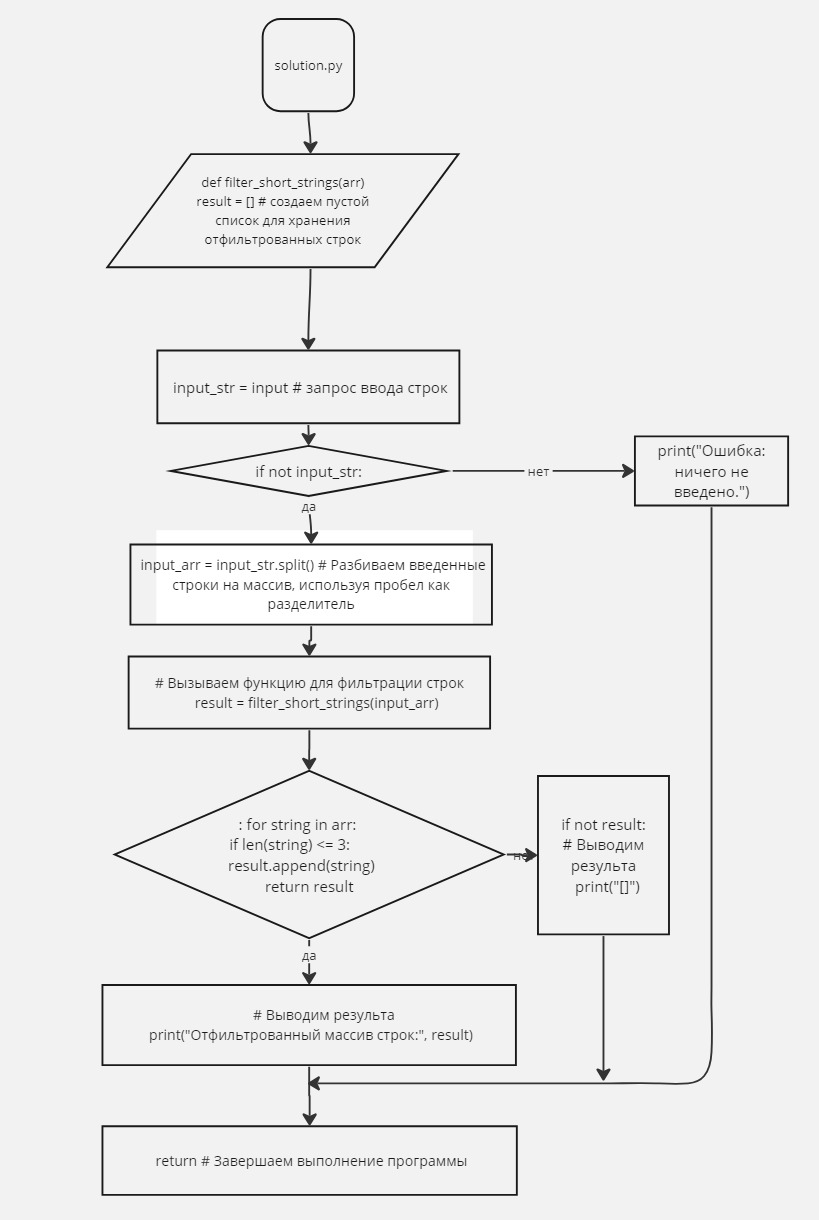 solution.py
def filter_short_strings(arr)
result = [] # создаем пустой
список для хранения
отфильтрованных строк
input_str = input # запрос ввода строк
if not input_str:
нет
print("Ошибка:
ничего не
введено.")
да
input_arr = input_str.split() # Разбиваем введенные
строки на массив, используя пробел как
разделитель
# Вызываем функцию для фильтрации строк
result = filter_short_strings(input_arr)
: for string in arr:
if len(string) <= 3:
result.append(string)
return result
if not result:
# Выводим
результа
print("[]")
да
# Выводим результа
print("Отфильтрованный массив строк:", result)
return # Завершаем выполнение программы